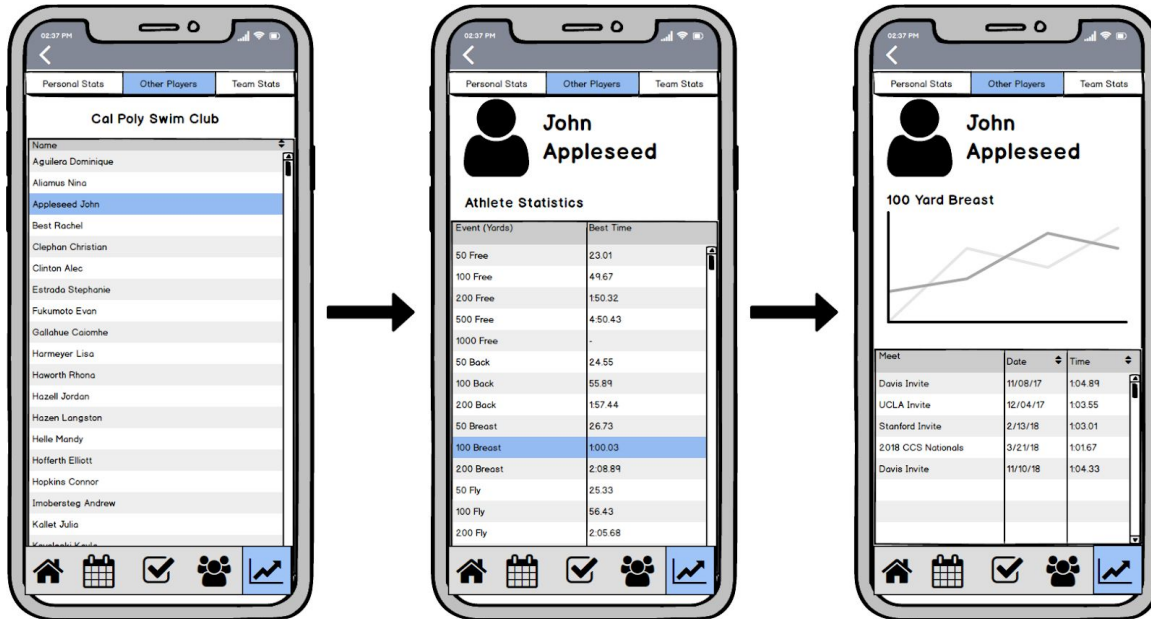 02:37 PM
Personal Stats Other Players Team Stats
Cal Poly Swim Club
Name
Aguilera Dominique
Aliamus Nina
Appleseed John
Best Rachel
Clephan Christian
Clinton Alec
Estrada Stephanie
Fukumoto Evan
Gallahue Caiomhe
Harmeyer Lisa
Haworth Rhona
Hazell Jordan
Hazen Langston
Helle Mandy
Hofferth Elliott
Hopkins Connor
Imobersteg Andrew
Kallet Julia
02:37 PM
Personal Stats Other Players Team Stats
John
Appleseed
Athlete Statistics
Event (Yards) Best Time
50 Free 23.01
100 Free 49.67
200 Free 1:50.32
500 Free 4:50.43
1000 Free -
50 Back 24.55
100 Back 55.89
200 Back 1:57.44
50 Breast 26.73
100 Breast 1:00.03
200 Breast 2:08.89
50 Fly 25.33
100 Fly 56.43
200 Fly 2:05.68
02:37 PM
Personal Stats Other Players Team Stats
John
Appleseed
100 Yard Breast
Meet Date Time
Davis Invite 11/08/17 1:04.89
UCLA Invite 12/04/17 1:03.55
Stanford Invite 2/13/18 1:03.01
2018 CCS Nationals 3/21/18 1:01.67
Davis Invite 11/10/18 1:04.33